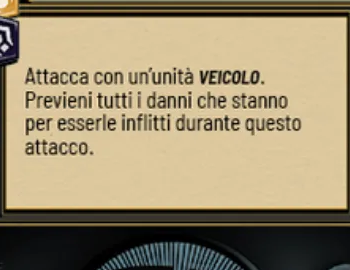 Attacca con un'unità VEICOLO.
Previeni tutti i danni che stanno
per esserle inflitti durante questo
attacco.